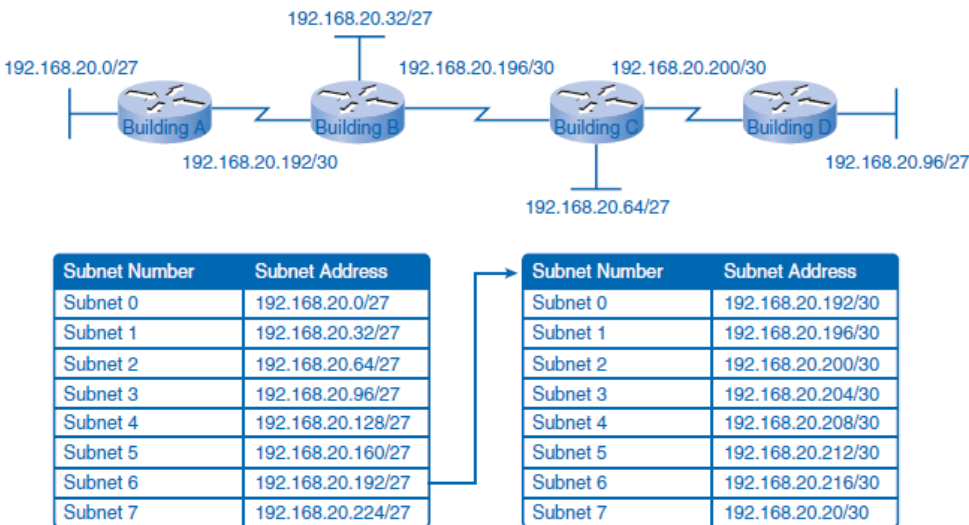 192.168.20.32/27
192.168.20.0/27
192.168.20.196/30
192.168.20.200/30
Building A
Building B
Building C
Building D
192.168.20.192/30
192.168.20.96/27
192.168.20.64/27
Subnet Number Subnet Address
Subnet 0 192.168.20.0/27
Subnet 1 192.168.20.32/27
Subnet 2 192.168.20.64/27
Subnet 3 192.168.20.96/27
Subnet 4 192.168.20.128/27
Subnet 5 192.168.20.160/27
Subnet 6 192.168.20.192/27
Subnet 7 192.168.20.224/27
Subnet Number Subnet Address
Subnet 0 192.168.20.192/30
Subnet 1 192.168.20.196/30
Subnet 2 192.168.20.200/30
Subnet 3 192.168.20.204/30
Subnet 4 192.168.20.208/30
Subnet 5 192.168.20.212/30
Subnet 6 192.168.20.216/30
Subnet 7 192.168.20.20/30